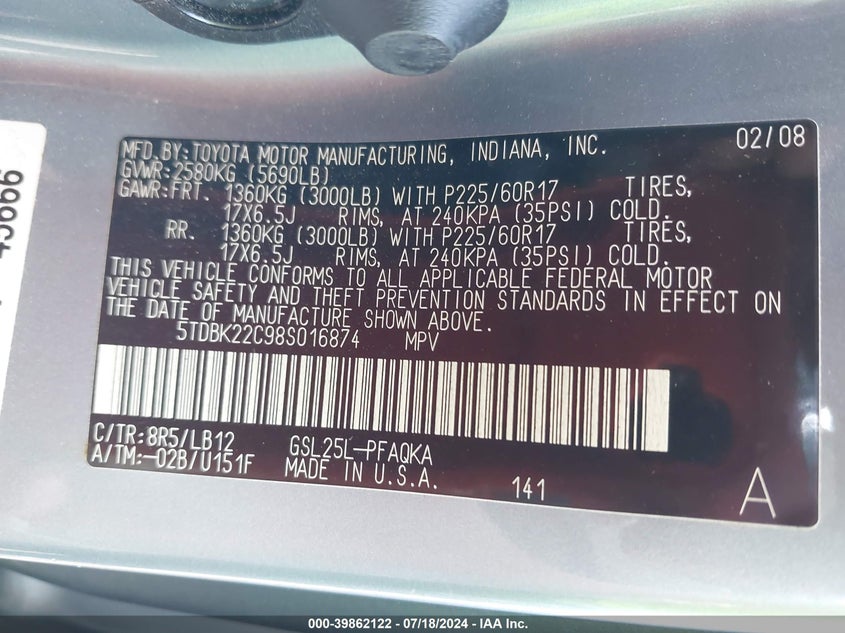 MFD.BY:TOYOTA MOTOR MANUFACTURING, INDIANA, INC. 02/08
GVWR:2580KG (5690LB)
GAWR:FRT. 1360KG (3000LB) WITH P225/60R17 TIRES,
17X6.5J RIMS, AT 240KPA (35PSI) COLD.
RR. 1360KG (3000LB) WITH P225/60R17 TIRES,
17X6.5J RIMS, AT 240KPA (35PSI) COLD.
THIS VEHICLE CONFORMS TO ALL APPLICABLE FEDERAL MOTOR
VEHICLE SAFETY AND THEFT PREVENTION STANDARDS IN EFFECT ON
THE DATE OF MANUFACTURE SHOWN ABOVE.
5TDBK22C98S016874 MPV
C/TR:8R5/LB12 GSL25L-PFAQKA
A/TM:-02B/U151F MADE IN U.S.A. 141 A
000-39862122 - 07/18/2024 - IAA Inc.